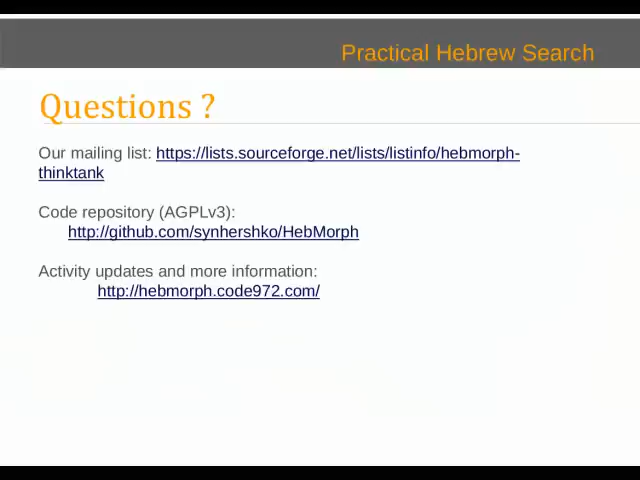 Practical Hebrew Search
Questions ?
Our mailing list: https://lists.sourceforge.net/lists/listinfo/hebmorph-
thinktank
Code repository (AGPLv3):
http://github.com/synhershko/HebMorph
Activity updates and more information:
http://hebmorph.code972.com/